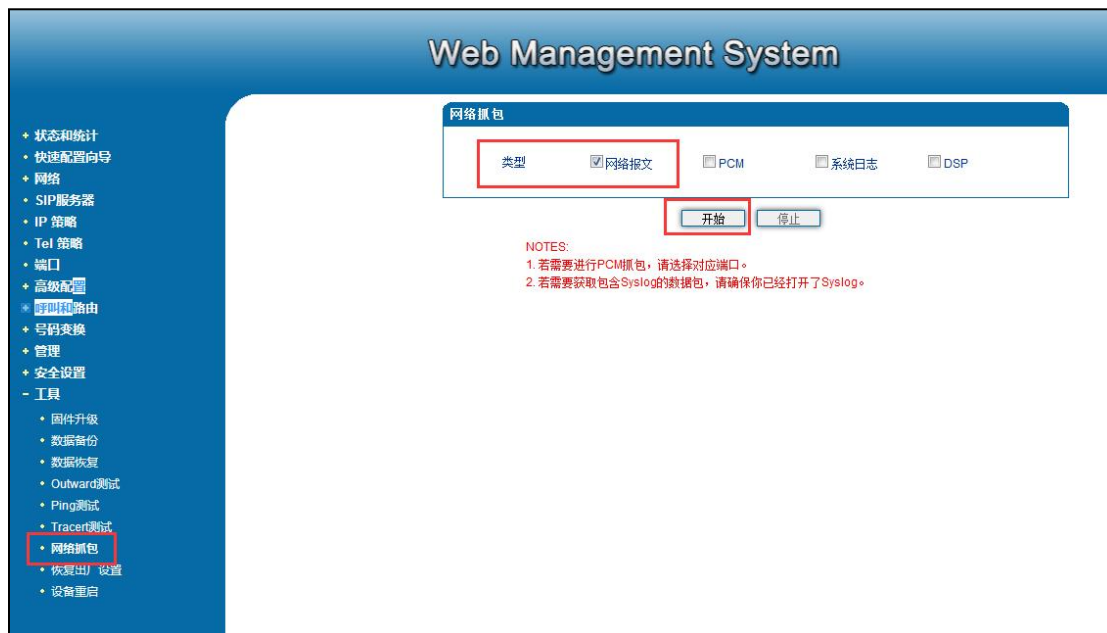 Web Management System
状态和统计
快速配置向导
网络
SIP服务器
IP 策略
Tel 策略
端口
高级配置
呼叫和路由
号码变换
管理
安全设置
工具
固件升级
数据备份
数据恢复
Outward测试
Ping测试
Tracert测试
网络抓包
恢复出厂设置
设备重启
网络抓包
类型 网络报文 PCM 系统日志 DSP
开始 停止
NOTES:
1. 若需要进行PCM抓包，请选择对应端口。
2. 若需要获取包含Syslog的数据包，请确保你已经打开了Syslog。